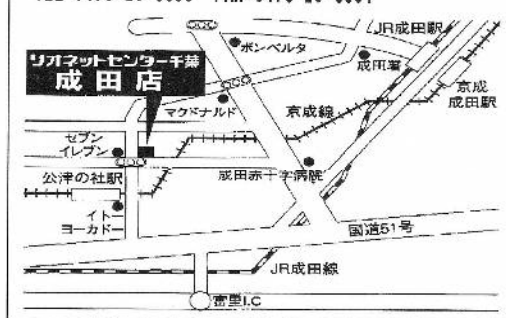 JR成田駅
ボンベルタ
リオネットセンター千葉
成田店
成田署
京成
成田駅
マクドナルド
京成線
セブン
イレブン
成田赤十字病院
公津の杜駅
イトー
ヨーカドー
国道51号
JR成田線
富里I.C